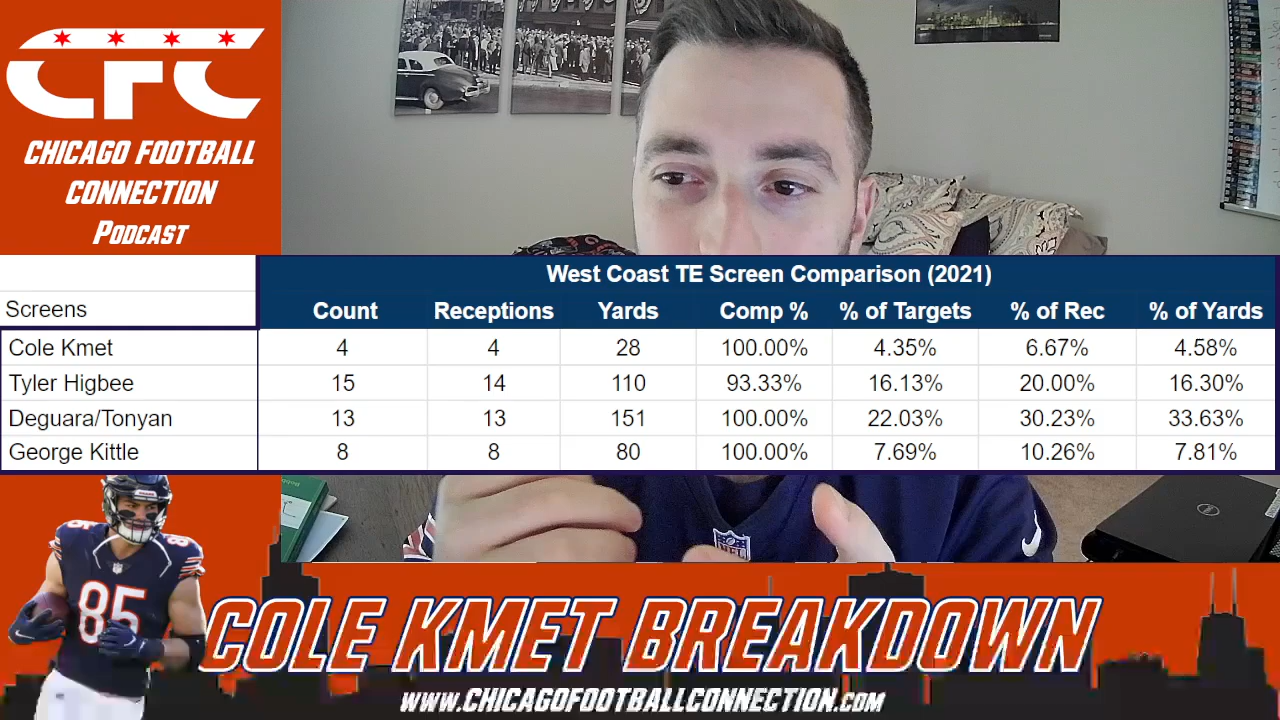 CFC
CHICAGO FOOTBALL
CONNECTION
PODCAST
West Coast TE Screen Comparison (2021)
Screens Count Receptions Yards Comp % % of Targets % of Rec % of Yards
Cole Kmet 4 4 28 100.00% 4.35% 6.67% 4.58%
Tyler Higbee 15 14 110 93.33% 16.13% 20.00% 16.30%
Deguara/Tonyan 13 13 151 100.00% 22.03% 30.23% 33.63%
George Kittle 8 8 80 100.00% 7.69% 10.26% 7.81%
NFL
DELL
85
85
COLE KMET BREAKDOWN
WWW.CHICAGOFOOTBALLCONNECTION.COM